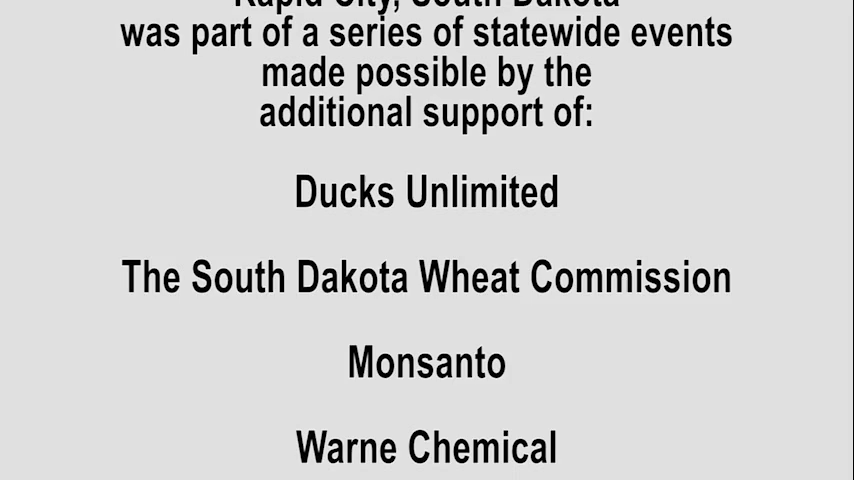 Rapid City, South Dakota
was part of a series of statewide events
made possible by the
additional support of:
Ducks Unlimited
The South Dakota Wheat Commission
Monsanto
Warne Chemical